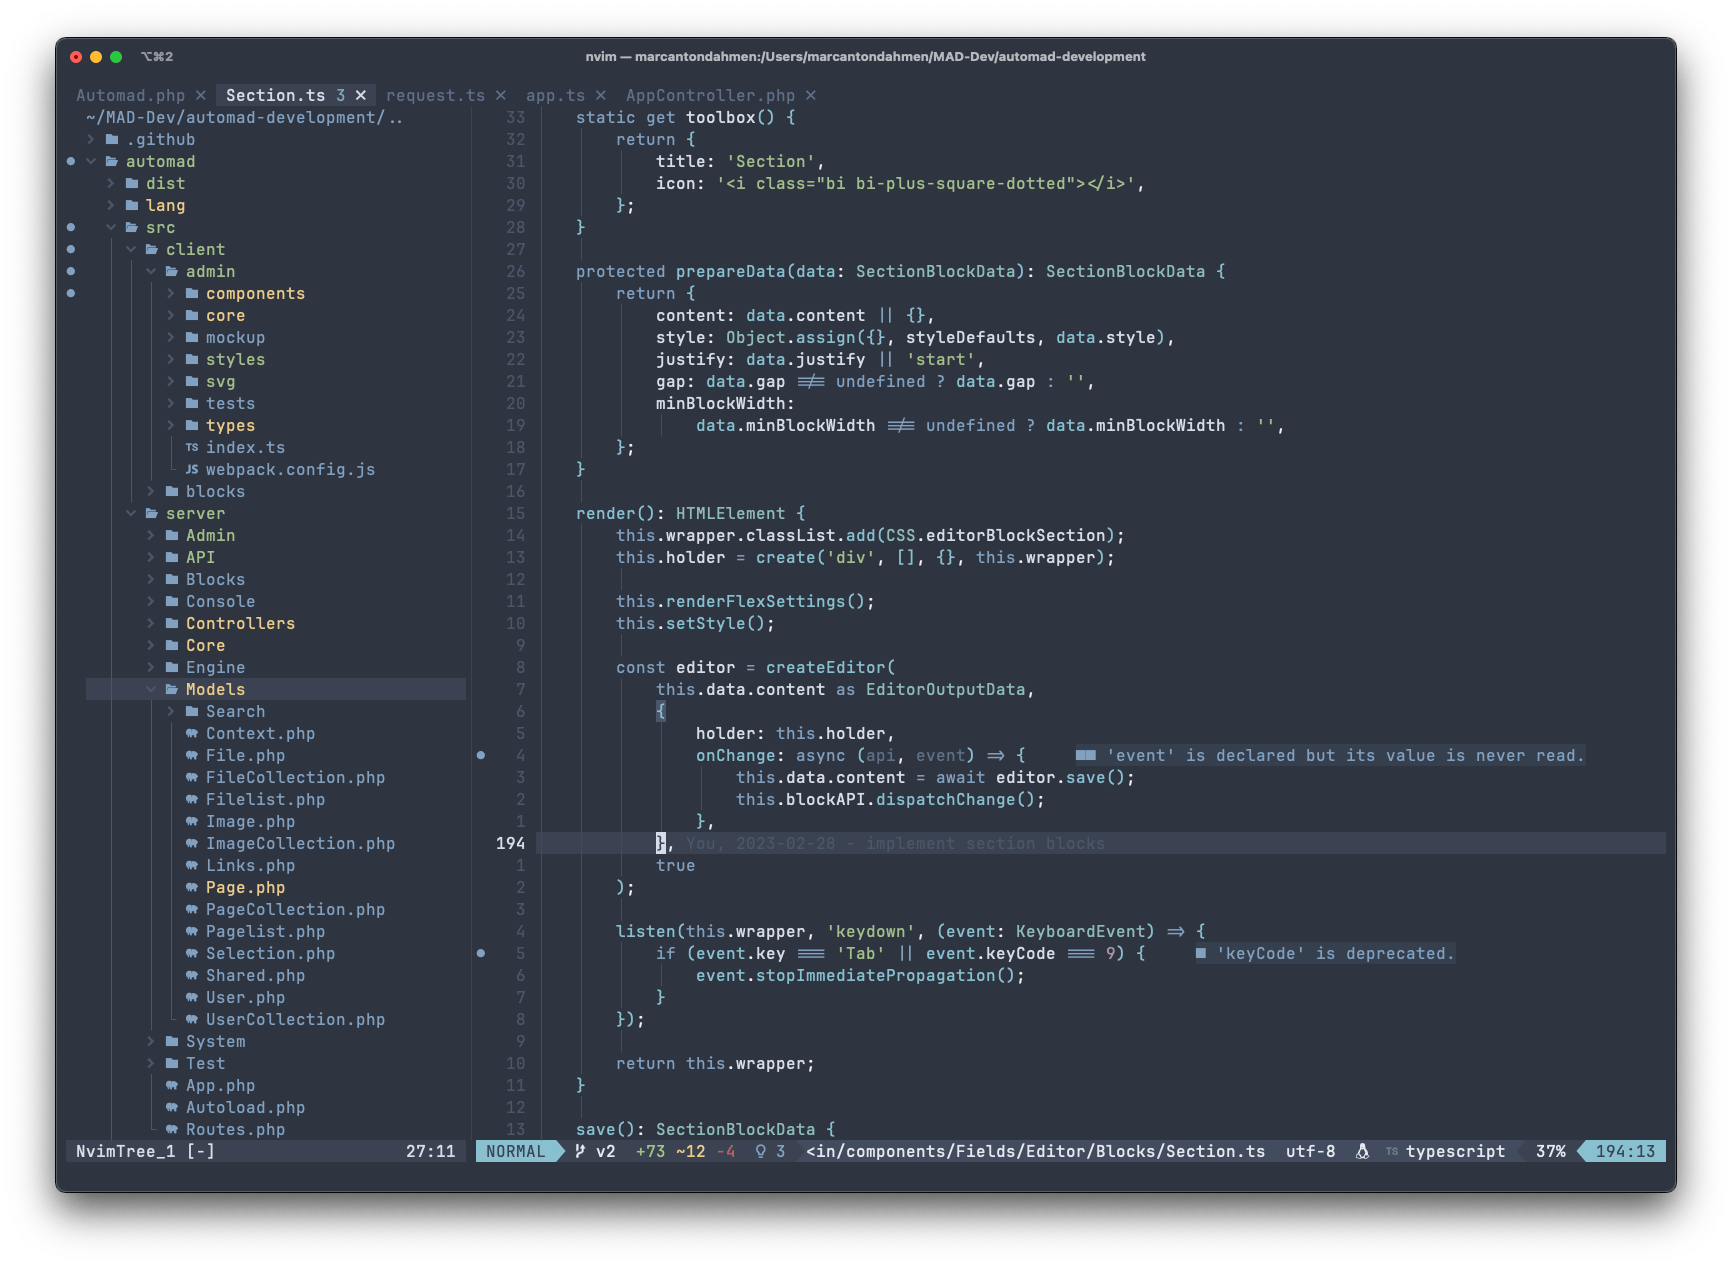 ⌥⌘2
nvim — marcantondahmen:/Users/marcantondahmen/MAD-Dev/automad-development
Automad.php × Section.ts 3 × request.ts × app.ts × AppController.php ×
~/MAD-Dev/automad-development/..
.github
automad
dist
lang
src
client
admin
components
core
mockup
styles
svg
tests
types
TS index.ts
JS webpack.config.js
blocks
server
Admin
API
Blocks
Console
Controllers
Core
Engine
Models
Search
Context.php
File.php
FileCollection.php
Filelist.php
Image.php
ImageCollection.php
Links.php
Page.php
PageCollection.php
Pagelist.php
Selection.php
Shared.php
User.php
UserCollection.php
System
Test
App.php
Autoload.php
Routes.php
NvimTree_1 [-] 27:11
33 static get toolbox() {
32 return {
31 title: 'Section',
30 icon: '<i class="bi bi-plus-square-dotted"></i>',
29 };
28 }
27
26 protected prepareData(data: SectionBlockData): SectionBlockData {
25 return {
24 content: data.content || {},
23 style: Object.assign({}, styleDefaults, data.style),
22 justify: data.justify || 'start',
21 gap: data.gap !== undefined ? data.gap : '',
20 minBlockWidth:
19 data.minBlockWidth !== undefined ? data.minBlockWidth : '',
18 };
17 }
16
15 render(): HTMLElement {
14 this.wrapper.classList.add(CSS.editorBlockSection);
13 this.holder = create('div', [], {}, this.wrapper);
12
11 this.renderFlexSettings();
10 this.setStyle();
9
8 const editor = createEditor(
7 this.data.content as EditorOutputData,
6 {
5 holder: this.holder,
4 onChange: async (api, event) => { ■■ 'event' is declared but its value is never read.
3 this.data.content = await editor.save();
2 this.blockAPI.dispatchChange();
1 },
194 }, You, 2023-02-28 - implement section blocks
1 true
2 );
3
4 listen(this.wrapper, 'keydown', (event: KeyboardEvent) => {
5 if (event.key === 'Tab' || event.keyCode === 9) { ■ 'keyCode' is deprecated.
6 event.stopImmediatePropagation();
7 }
8 });
9
10 return this.wrapper;
11 }
12
13 save(): SectionBlockData {
NORMAL v2 +73 ~12 -4 3 <in/components/Fields/Editor/Blocks/Section.ts utf-8 TS typescript 37% 194:13